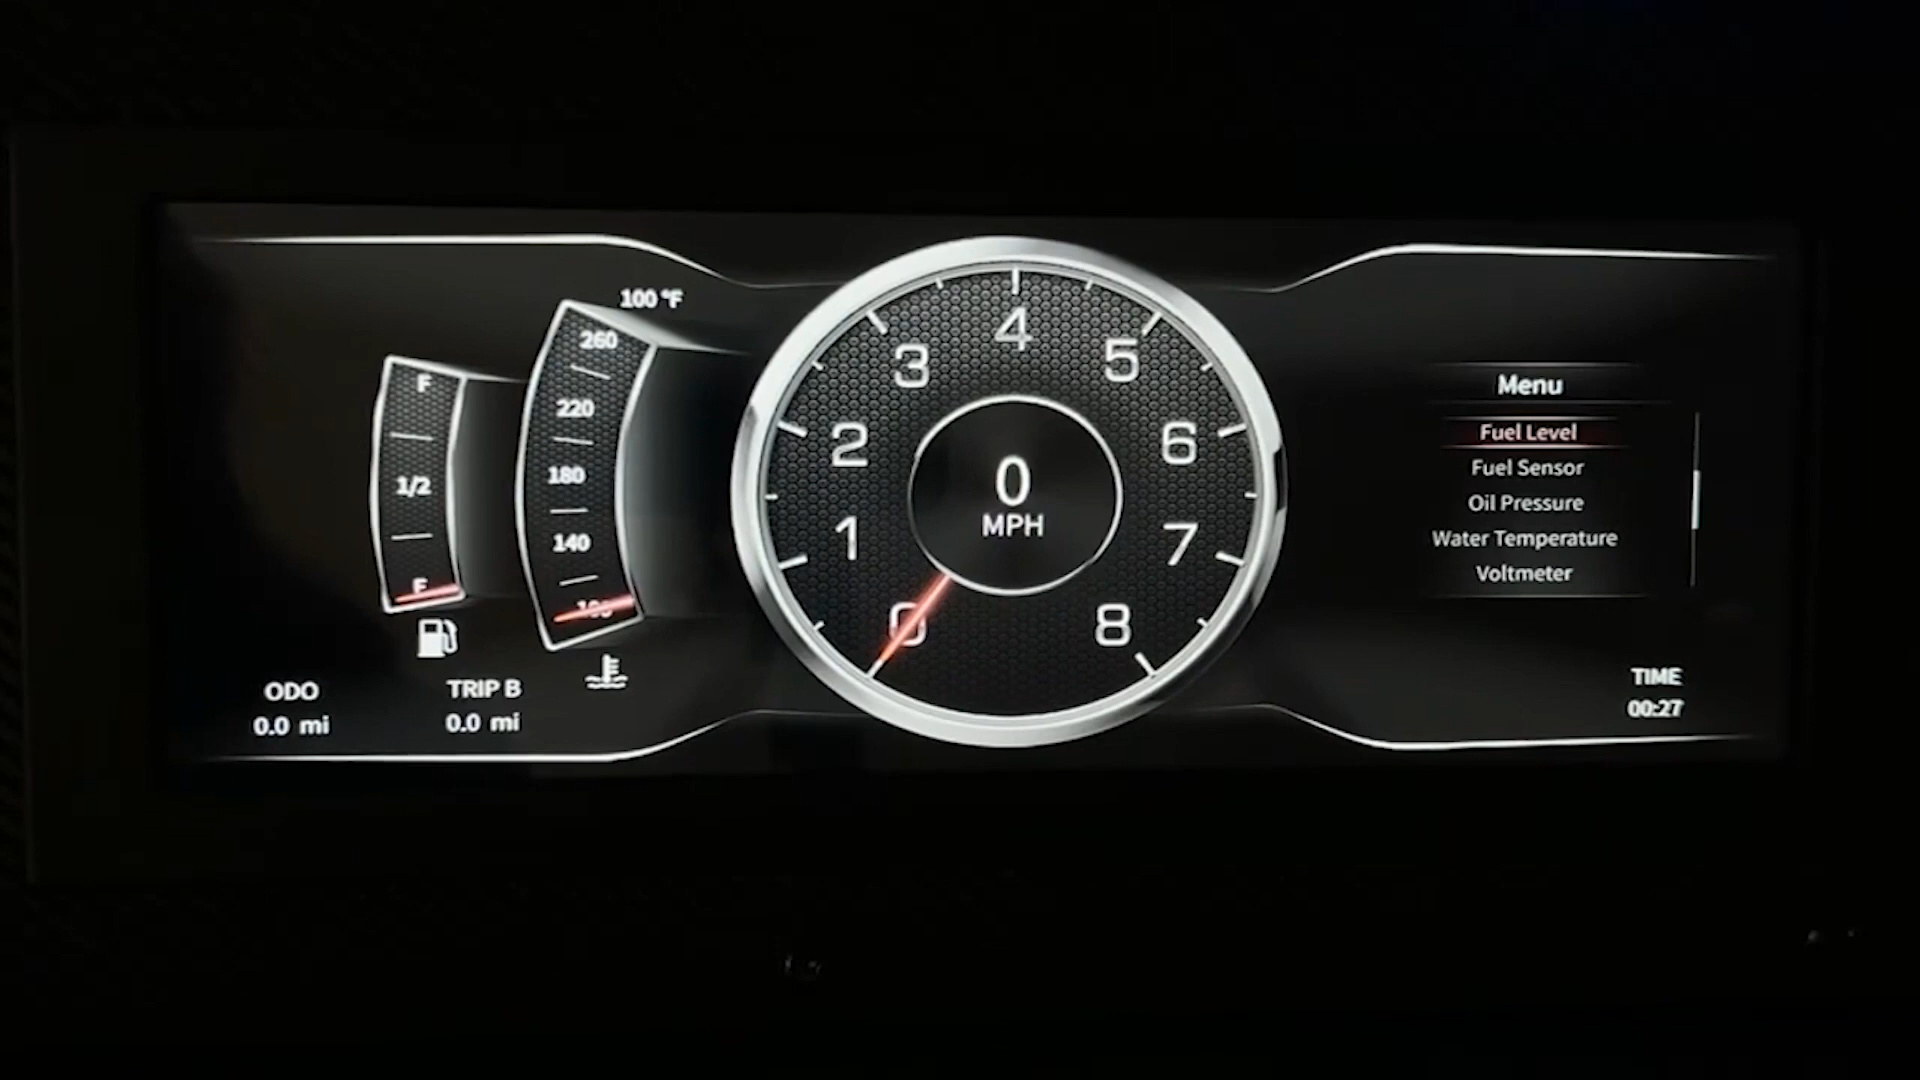 100 °F
260
220
180
140
F
1/2
ODO
0.0 mi
TRIP B
0.0 mi
0
1
2
3
4
5
6
7
8
0
MPH
Menu
Fuel Level
Fuel Sensor
Oil Pressure
Water Temperature
Voltmeter
TIME
00:27